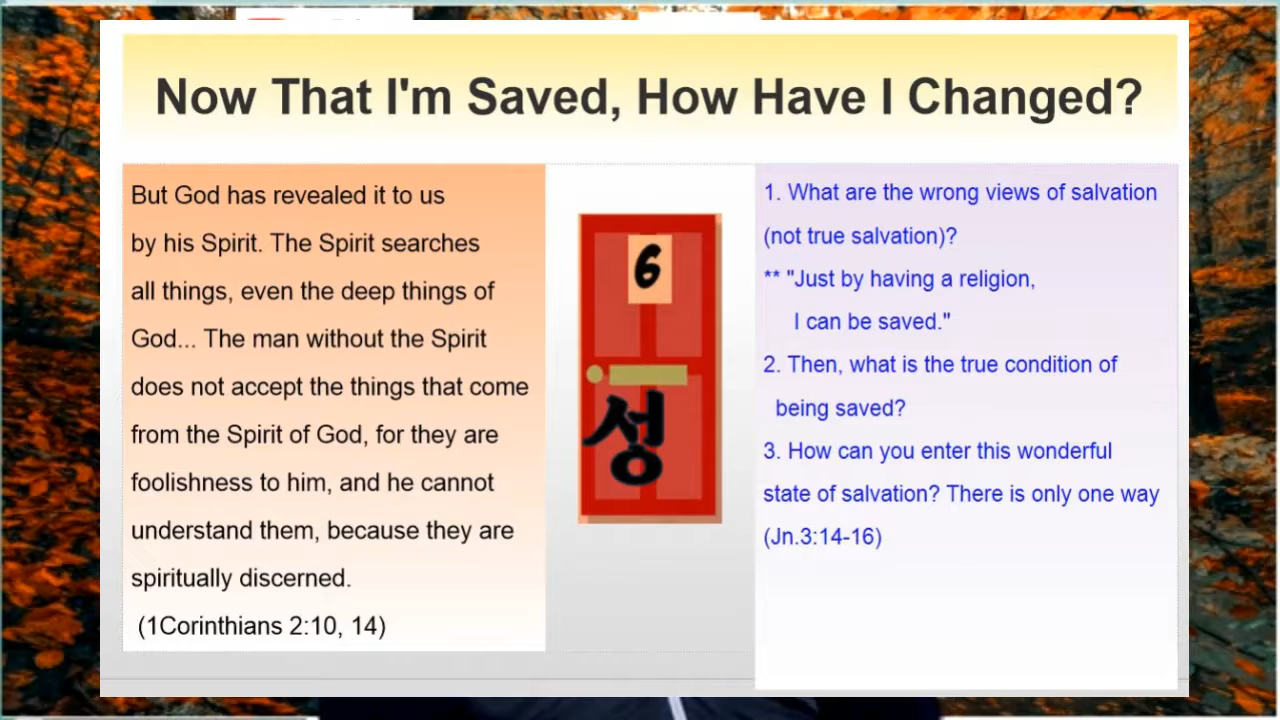 Now That I'm Saved, How Have I Changed?
But God has revealed it to us
by his Spirit. The Spirit searches
all things, even the deep things of
God... The man without the Spirit
does not accept the things that come
from the Spirit of God, for they are
foolishness to him, and he cannot
understand them, because they are
spiritually discerned.
(1Corinthians 2:10, 14)
6
성
1. What are the wrong views of salvation
(not true salvation)?
** "Just by having a religion,
I can be saved."
2. Then, what is the true condition of
being saved?
3. How can you enter this wonderful
state of salvation? There is only one way
(Jn.3:14-16)